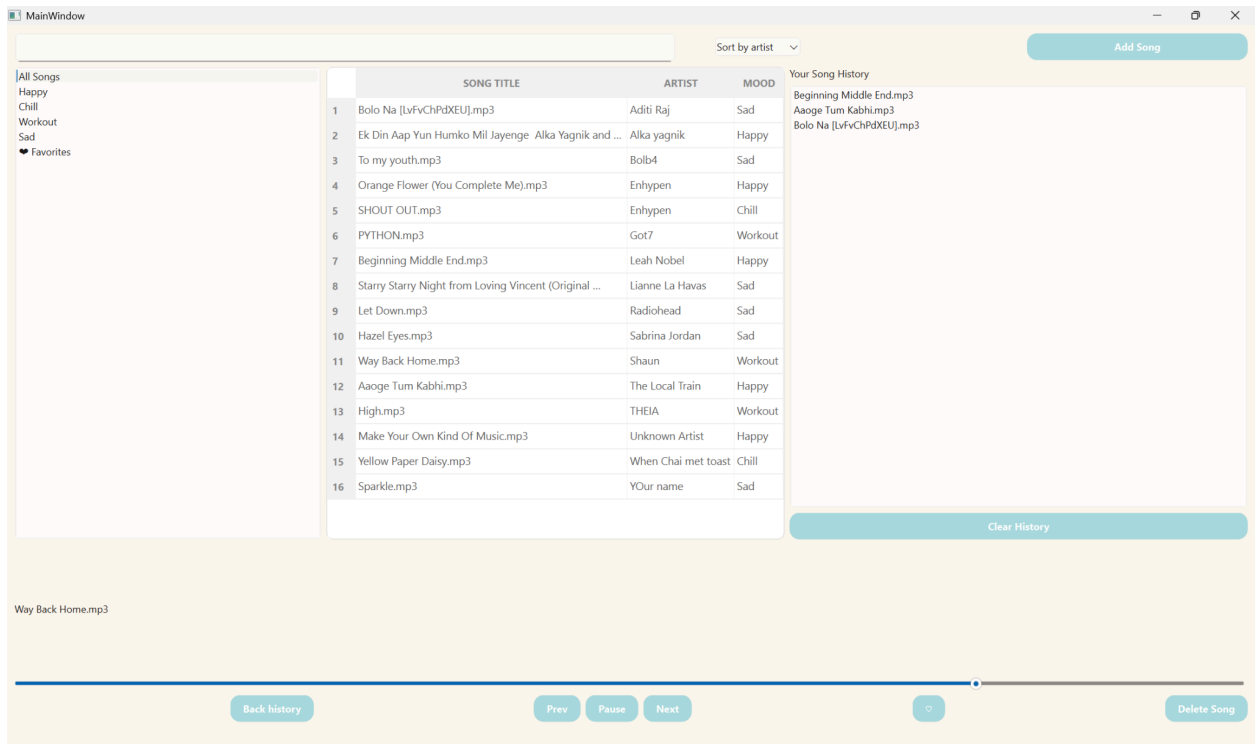 MainWindow
Sort by artist
Add Song
All Songs
Happy
Chill
Workout
Sad
❤ Favorites
SONG TITLE ARTIST MOOD
1 Bolo Na [LvFvChPdXEU].mp3 Aditi Raj Sad
2 Ek Din Aap Yun Humko Mil Jayenge Alka Yagnik and ... Alka yagnik Happy
3 To my youth.mp3 Bolb4 Sad
4 Orange Flower (You Complete Me).mp3 Enhypen Happy
5 SHOUT OUT.mp3 Enhypen Chill
6 PYTHON.mp3 Got7 Workout
7 Beginning Middle End.mp3 Leah Nobel Happy
8 Starry Starry Night from Loving Vincent (Original ... Lianne La Havas Sad
9 Let Down.mp3 Radiohead Sad
10 Hazel Eyes.mp3 Sabrina Jordan Sad
11 Way Back Home.mp3 Shaun Workout
12 Aaoge Tum Kabhi.mp3 The Local Train Happy
13 High.mp3 THEIA Workout
14 Make Your Own Kind Of Music.mp3 Unknown Artist Happy
15 Yellow Paper Daisy.mp3 When Chai met toast Chill
16 Sparkle.mp3 YOur name Sad
Your Song History
Beginning Middle End.mp3
Aaoge Tum Kabhi.mp3
Bolo Na [LvFvChPdXEU].mp3
Clear History
Way Back Home.mp3
Back history
Prev
Pause
Next
♡
Delete Song